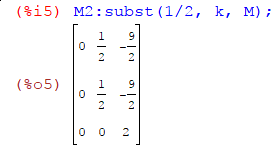 (%i5) M2:subst(1/2, k, M);
0 1/2 -9/2
(%o5) 0 1/2 -9/2
0 0 2